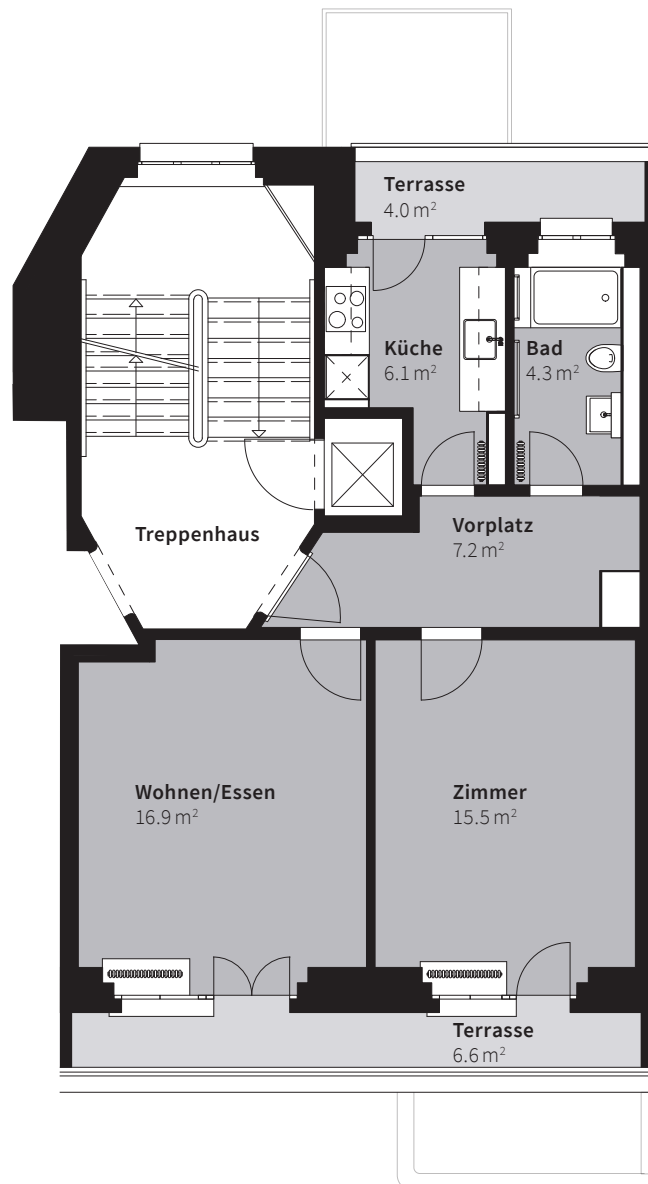 Terrasse
4.0 m²
Küche
6.1 m²
Bad
4.3 m²
Treppenhaus
Vorplatz
7.2 m²
Wohnen/Essen
16.9 m²
Zimmer
15.5 m²
Terrasse
6.6 m²